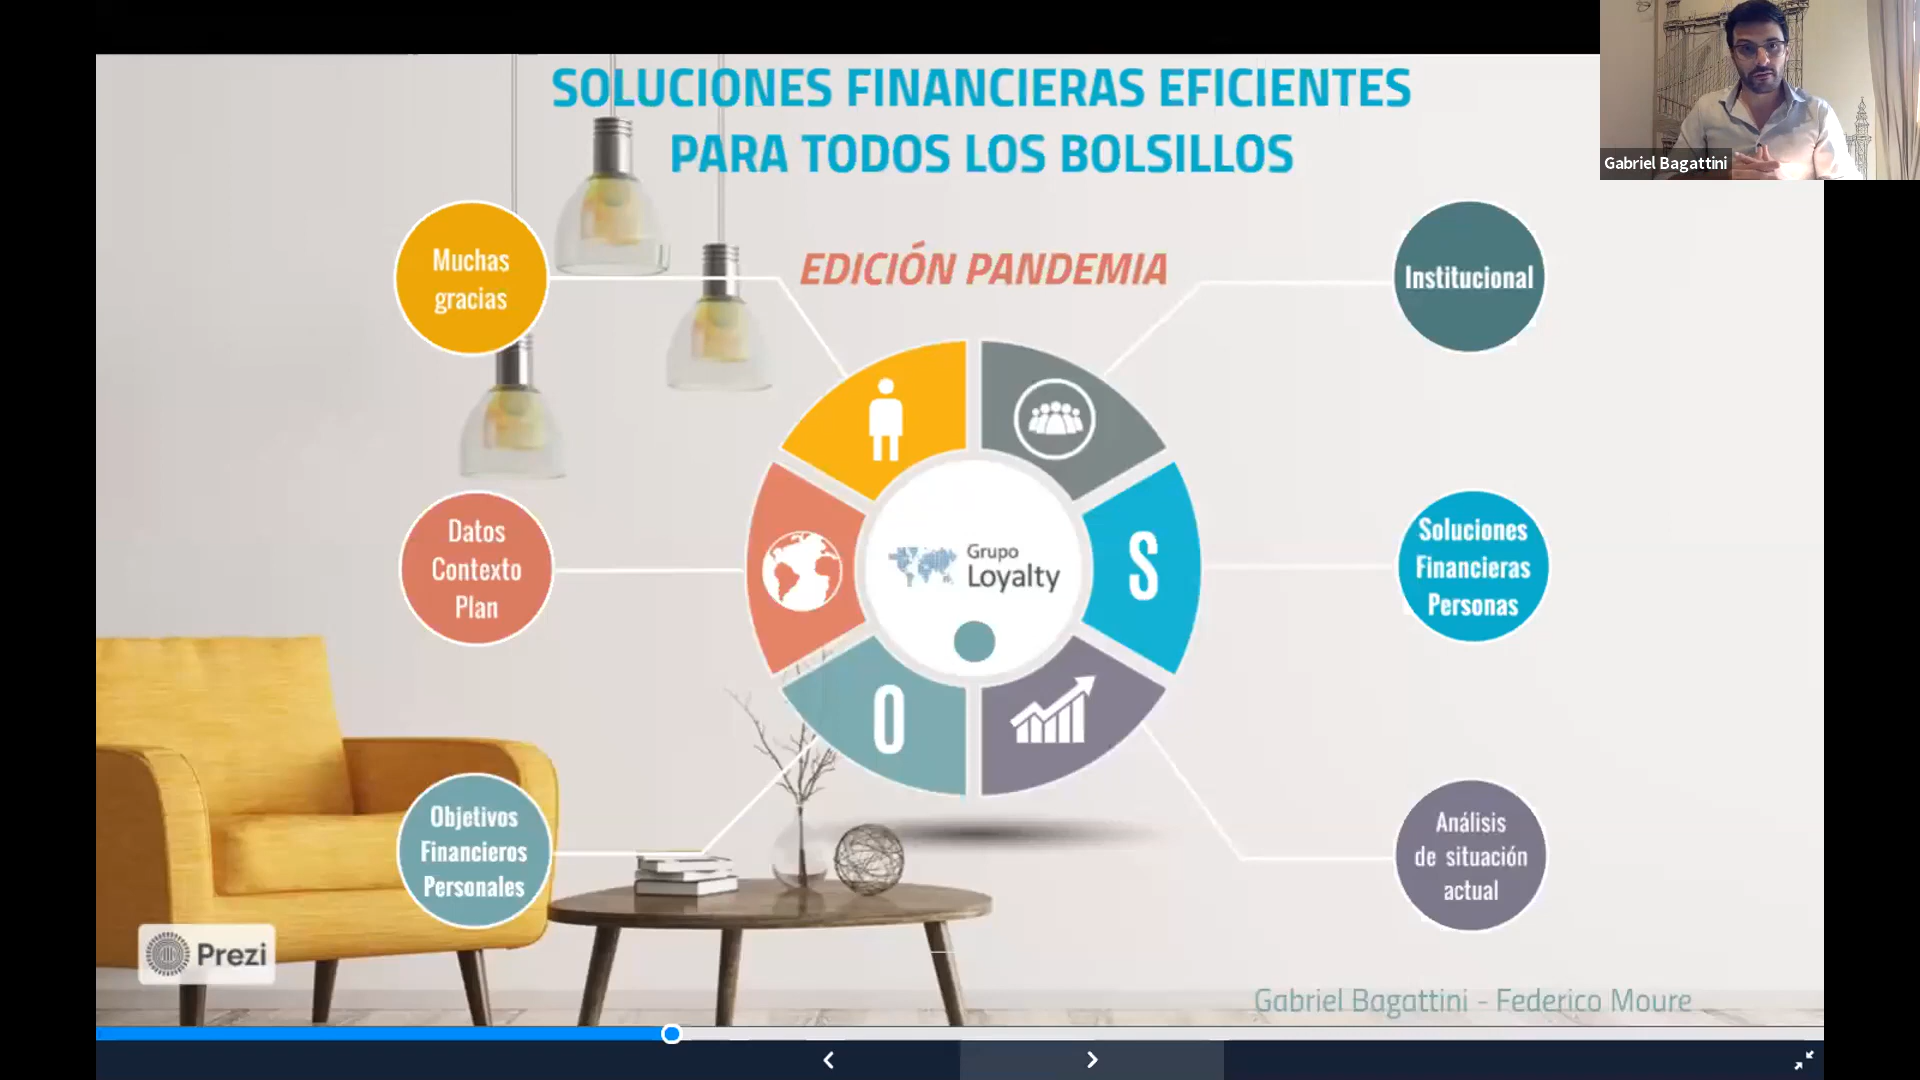 SOLUCIONES FINANCIERAS EFICIENTES
PARA TODOS LOS BOLSILLOS
Gabriel Bagattini
EDICIÓN PANDEMIA
Muchas
gracias
Institucional
Datos
Contexto
Plan
Grupo
Loyalty
S
Soluciones
Financieras
Personas
O
Objetivos
Financieros
Personales
Análisis
de situación
actual
Prezi
Gabriel Bagattini - Federico Moure